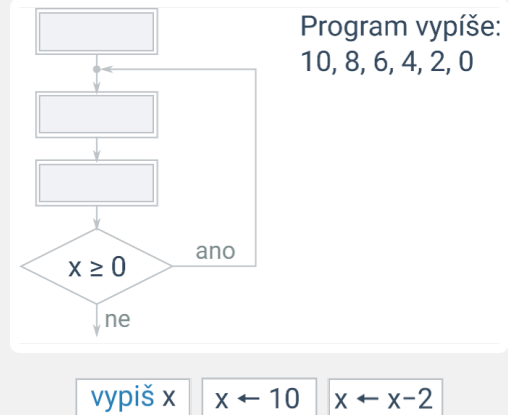 Program vypíše:
10, 8, 6, 4, 2, 0
ano
x ≥ 0
ne
vypiš x
x ← 10
x ← x−2